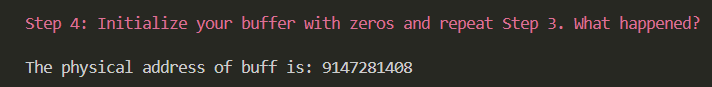 Step 4: Initialize your buffer with zeros and repeat Step 3. What happened?
The physical address of buff is: 9147281408